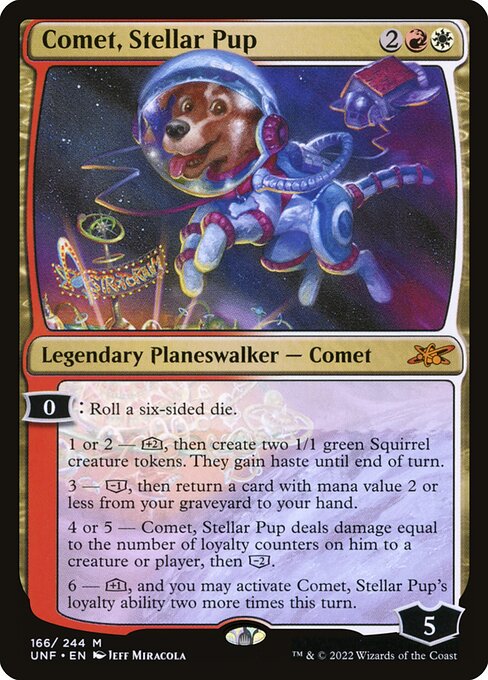 Comet, Stellar Pup 2
Legendary Planeswalker — Comet
0 : Roll a six-sided die.
1 or 2 — [+2], then create two 1/1 green Squirrel
creature tokens. They gain haste until end of turn.
3 — [-1], then return a card with mana value 2 or
less from your graveyard to your hand.
4 or 5 — Comet, Stellar Pup deals damage equal
to the number of loyalty counters on him to a
creature or player, then [-2].
6 — [+1], and you may activate Comet, Stellar Pup's
loyalty ability two more times this turn.
5
166/ 244 M
UNF • EN Jeff Miracola
™ & © 2022 Wizards of the Coast